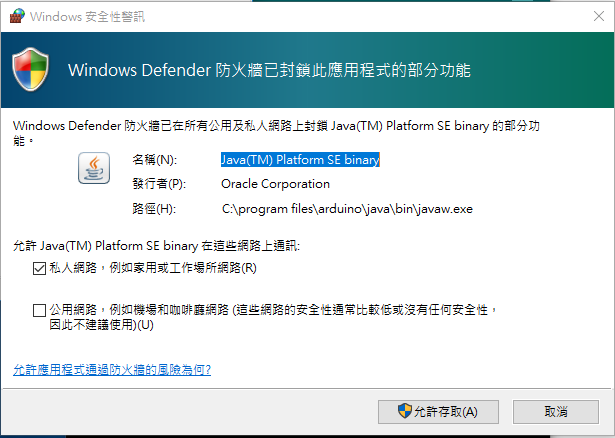 Windows 安全性警訊
Windows Defender 防火牆已封鎖此應用程式的部分功能
Windows Defender 防火牆已在所有公用及私人網路上封鎖 Java(TM) Platform SE binary 的部分功
能。
名稱(N): Java(TM) Platform SE binary
發行者(P): Oracle Corporation
路徑(H): C:\program files\arduino\java\bin\javaw.exe
允許 Java(TM) Platform SE binary 在這些網路上通訊:
私人網路，例如家用或工作場所網路(R)
公用網路，例如機場和咖啡廳網路 (這些網路的安全性通常比較低或沒有任何安全性，
因此不建議使用)(U)
允許應用程式通過防火牆的風險為何?
允許存取(A) 取消